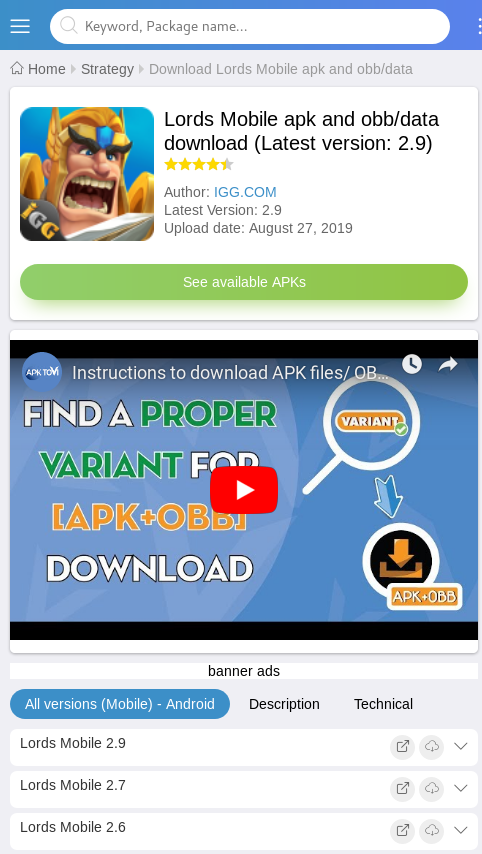 Keyword, Package name...
Home Strategy Download Lords Mobile apk and obb/data
IGG
Lords Mobile apk and obb/data
download (Latest version: 2.9)
Author: IGG.COM
Latest Version: 2.9
Upload date: August 27, 2019
See available APKs
Instructions to download APK files/ OB...
FIND A PROPER
VARIANT FOR
[APK+OBB]
DOWNLOAD
VARIANT
APK+OBB
banner ads
All versions (Mobile) - Android Description Technical
Lords Mobile 2.9
Lords Mobile 2.7
Lords Mobile 2.6